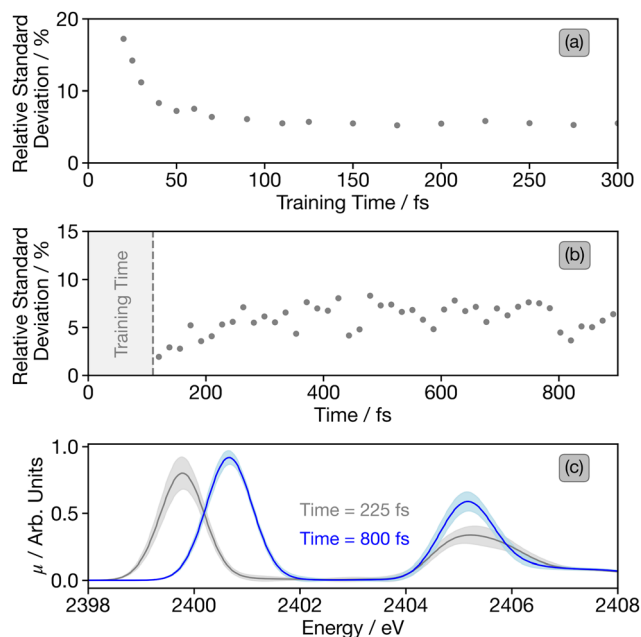 20
10
0
Relative Standard
Deviation / %
(a)
0 50 100 150 200 250 300
Training Time / fs
15
10
5
0
Relative Standard
Deviation / %
Training Time
(b)
0 200 400 600 800
Time / fs
1.0
0.5
0.0
μ / Arb. Units
(c)
Time = 225 fs
Time = 800 fs
2398 2400 2402 2404 2406 2408
Energy / eV